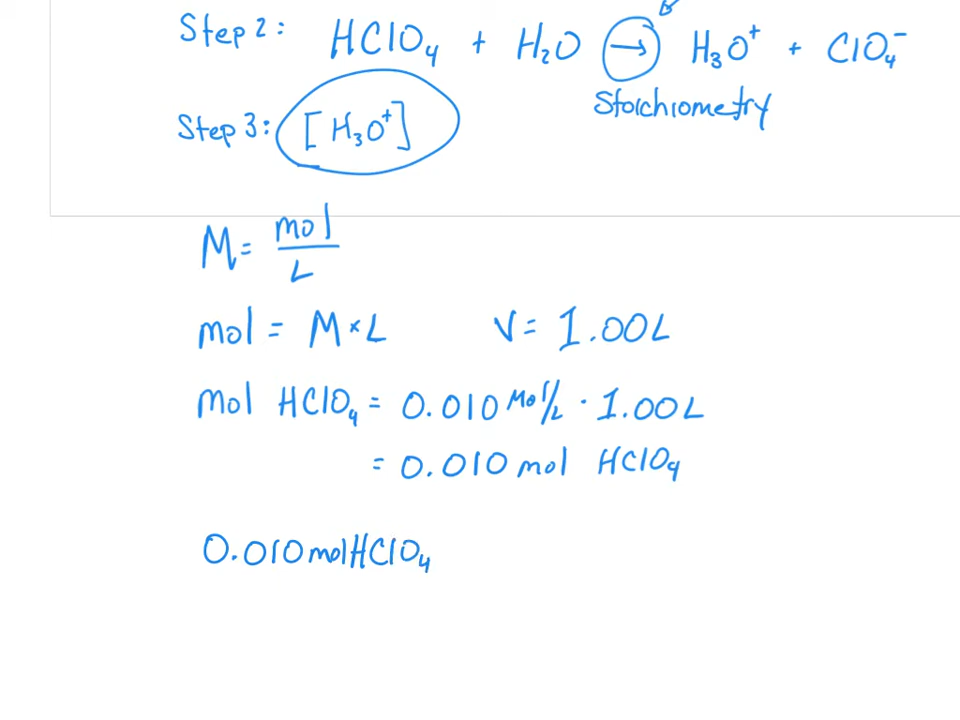 Step 2: HClO₄ + H₂O → H₃O⁺ + ClO₄⁻
Stoichiometry
Step 3: [H₃O⁺]
M = mol/L
mol = M × L V = 1.00L
mol HClO₄ = 0.010 mol/L · 1.00L
= 0.010 mol HClO₄
0.010 mol HClO₄